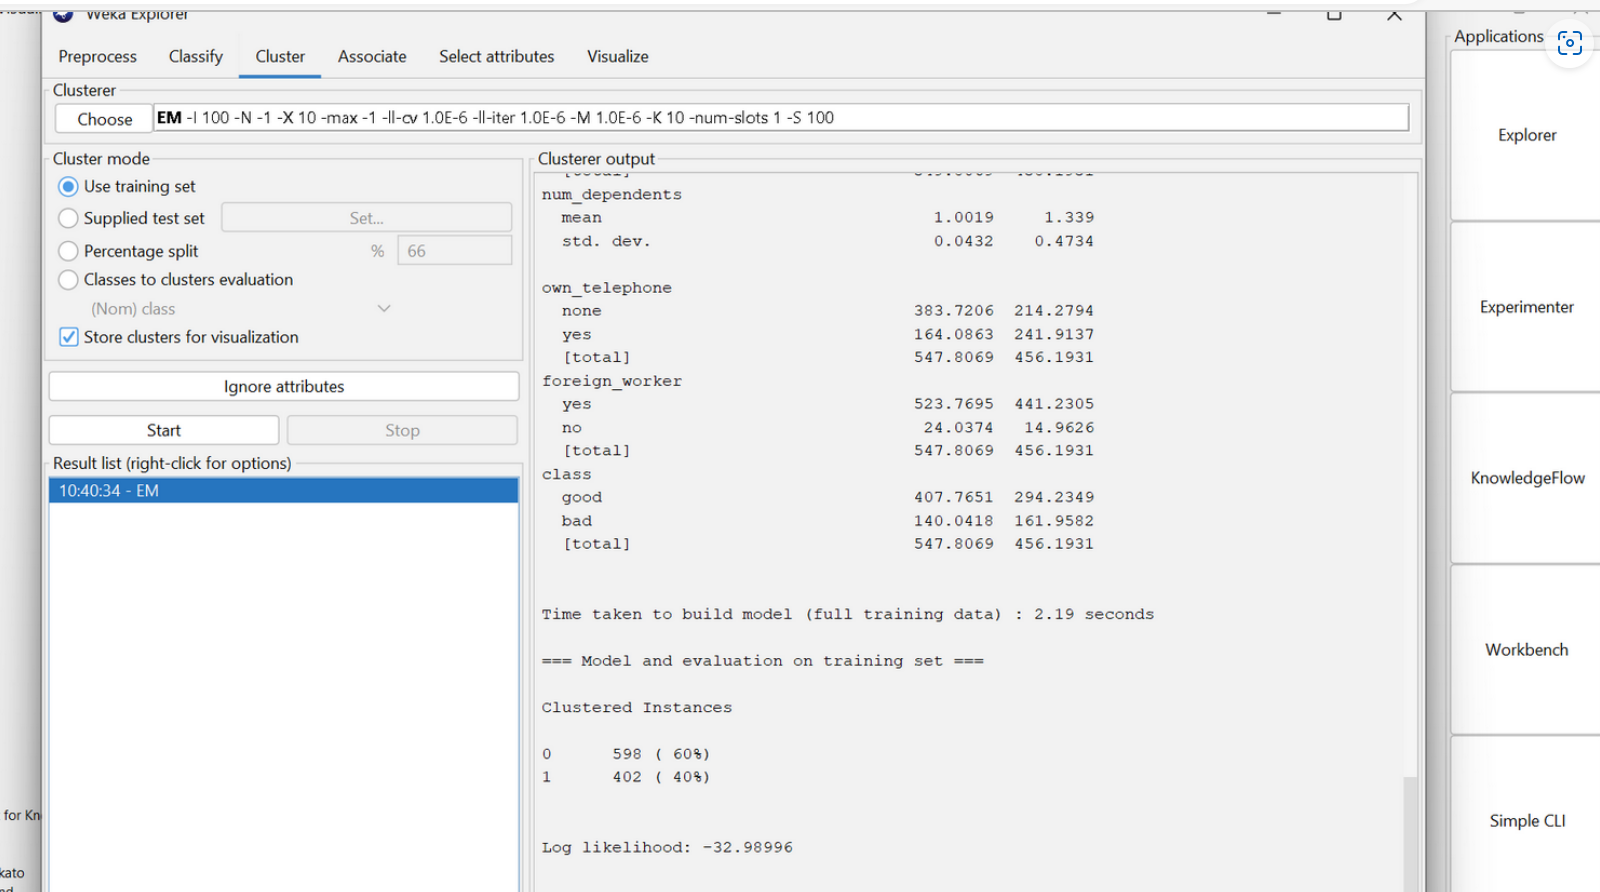 Weka Explorer
Applications
Preprocess Classify Cluster Associate Select attributes Visualize
Clusterer
Choose EM -I 100 -N -1 -X 10 -max -1 -ll-cv 1.0E-6 -ll-iter 1.0E-6 -M 1.0E-6 -K 10 -num-slots 1 -S 100
Cluster mode
Use training set
Supplied test set Set...
Percentage split % 66
Classes to clusters evaluation
(Nom) class
Store clusters for visualization
Ignore attributes
Start Stop
Result list (right-click for options)
10:40:34 - EM
Clusterer output
num_dependents
mean 1.0019 1.339
std. dev. 0.0432 0.4734
own_telephone
none 383.7206 214.2794
yes 164.0863 241.9137
[total] 547.8069 456.1931
foreign_worker
yes 523.7695 441.2305
no 24.0374 14.9626
[total] 547.8069 456.1931
class
good 407.7651 294.2349
bad 140.0418 161.9582
[total] 547.8069 456.1931
Time taken to build model (full training data) : 2.19 seconds
=== Model and evaluation on training set ===
Clustered Instances
0 598 ( 60%)
1 402 ( 40%)
Log likelihood: -32.98996
Explorer
Experimenter
KnowledgeFlow
Workbench
Simple CLI
for Kn
kato